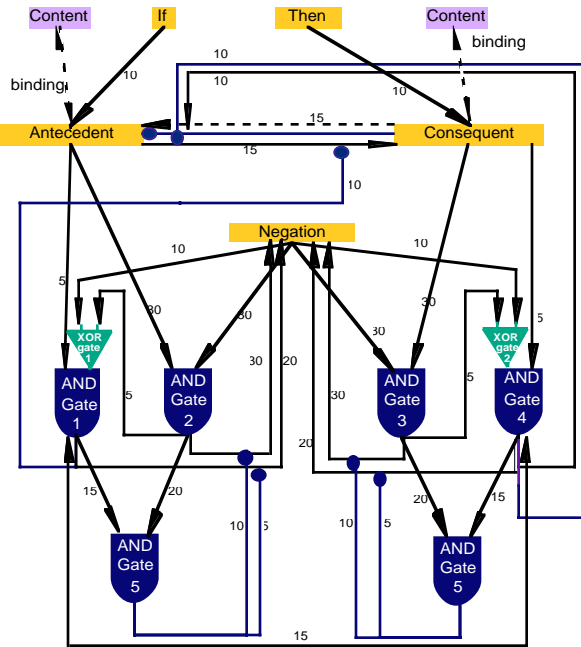 Content
If
Then
Content
binding
10
10
10
10
binding
Antecedent
15
Consequent
15
10
Negation
10
10
5
30
30
30
30
5
XOR
gate
1
XOR
gate
2
AND
Gate
1
AND
Gate
2
AND
Gate
3
AND
Gate
4
30
20
5
30
5
20
15
20
20
15
10
5
10
5
AND
Gate
5
AND
Gate
5
15